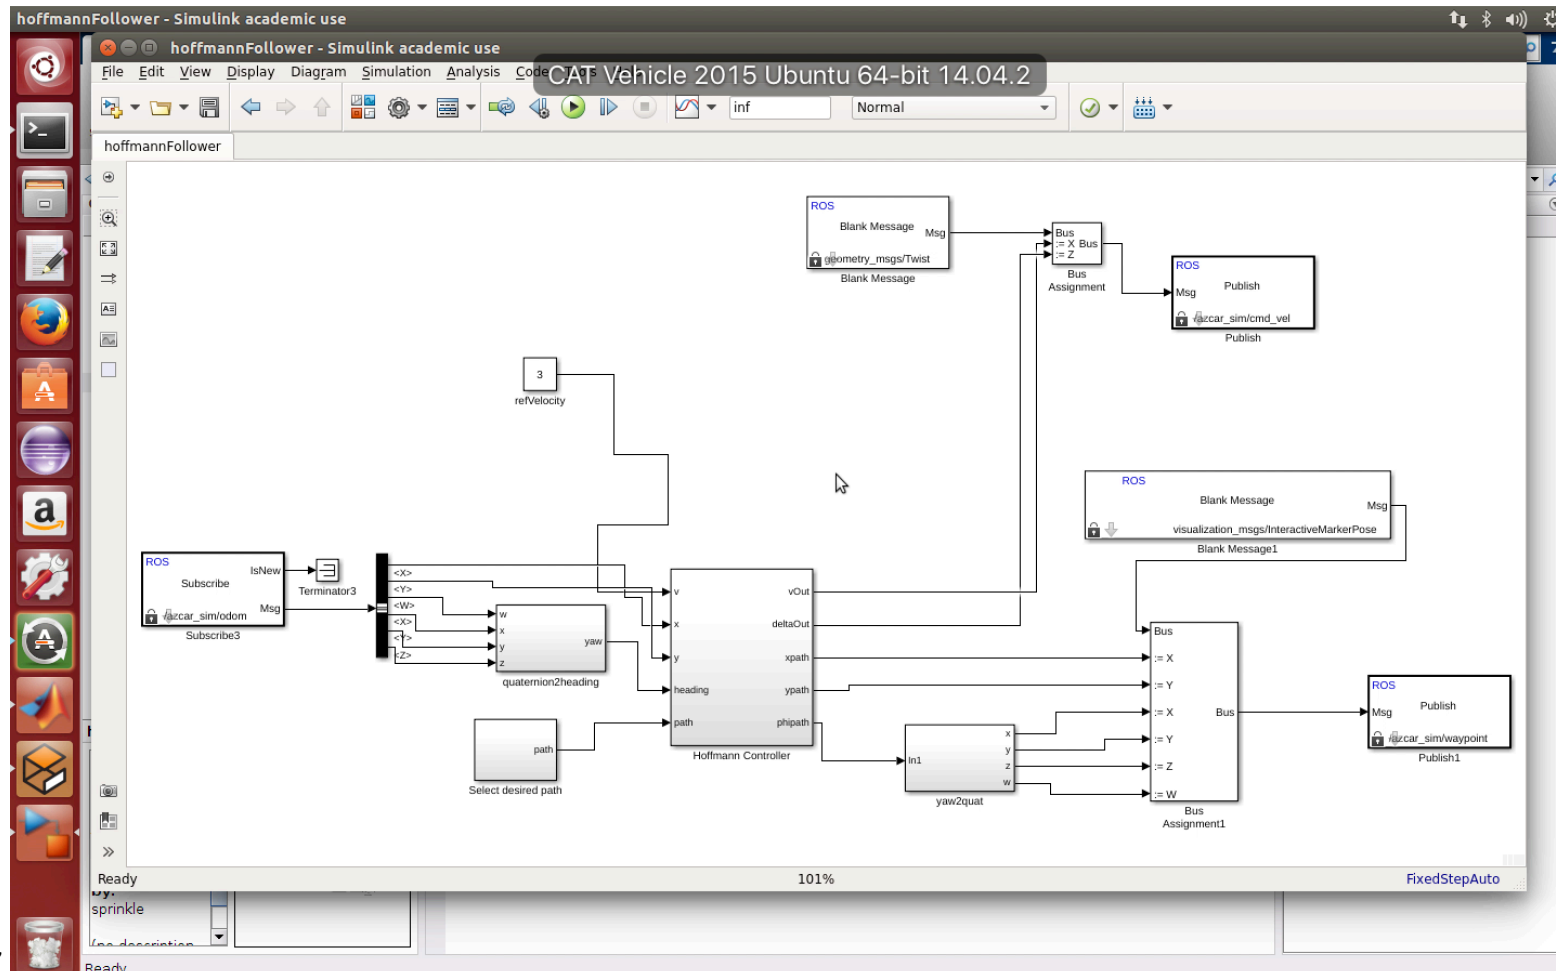 hoffmannFollower - Simulink academic use
hoffmannFollower - Simulink academic use
CAT Vehicle 2015 Ubuntu 64-bit 14.04.2
File Edit View Display Diagram Simulation Analysis Code
inf
Normal
hoffmannFollower
ROS
Blank Message
Msg
geometry_msgs/Twist
Blank Message
Bus
:= X Bus
:= Z
Bus
Assignment
ROS
Publish
Msg
/azcar_sim/cmd_vel
Publish
3
refVelocity
ROS
Blank Message
Msg
visualization_msgs/InteractiveMarkerPose
Blank Message1
ROS
Subscribe
IsNew
Msg
/azcar_sim/odom
Subscribe3
Terminator3
<X>
<Y>
<W>
<X>
<Y>
<Z>
w
x
y
z
yaw
quaternion2heading
path
Select desired path
v
x
y
heading
path
vOut
deltaOut
xpath
ypath
phipath
Hoffmann Controller
In1
x
y
z
w
yaw2quat
Bus
:= X
:= Y
:= X
:= Y
:= Z
:= W
Bus
Bus
Assignment1
ROS
Publish
Msg
/azcar_sim/waypoint
Publish1
Ready
101%
FixedStepAuto
by:
sprinkle
(no description
Ready